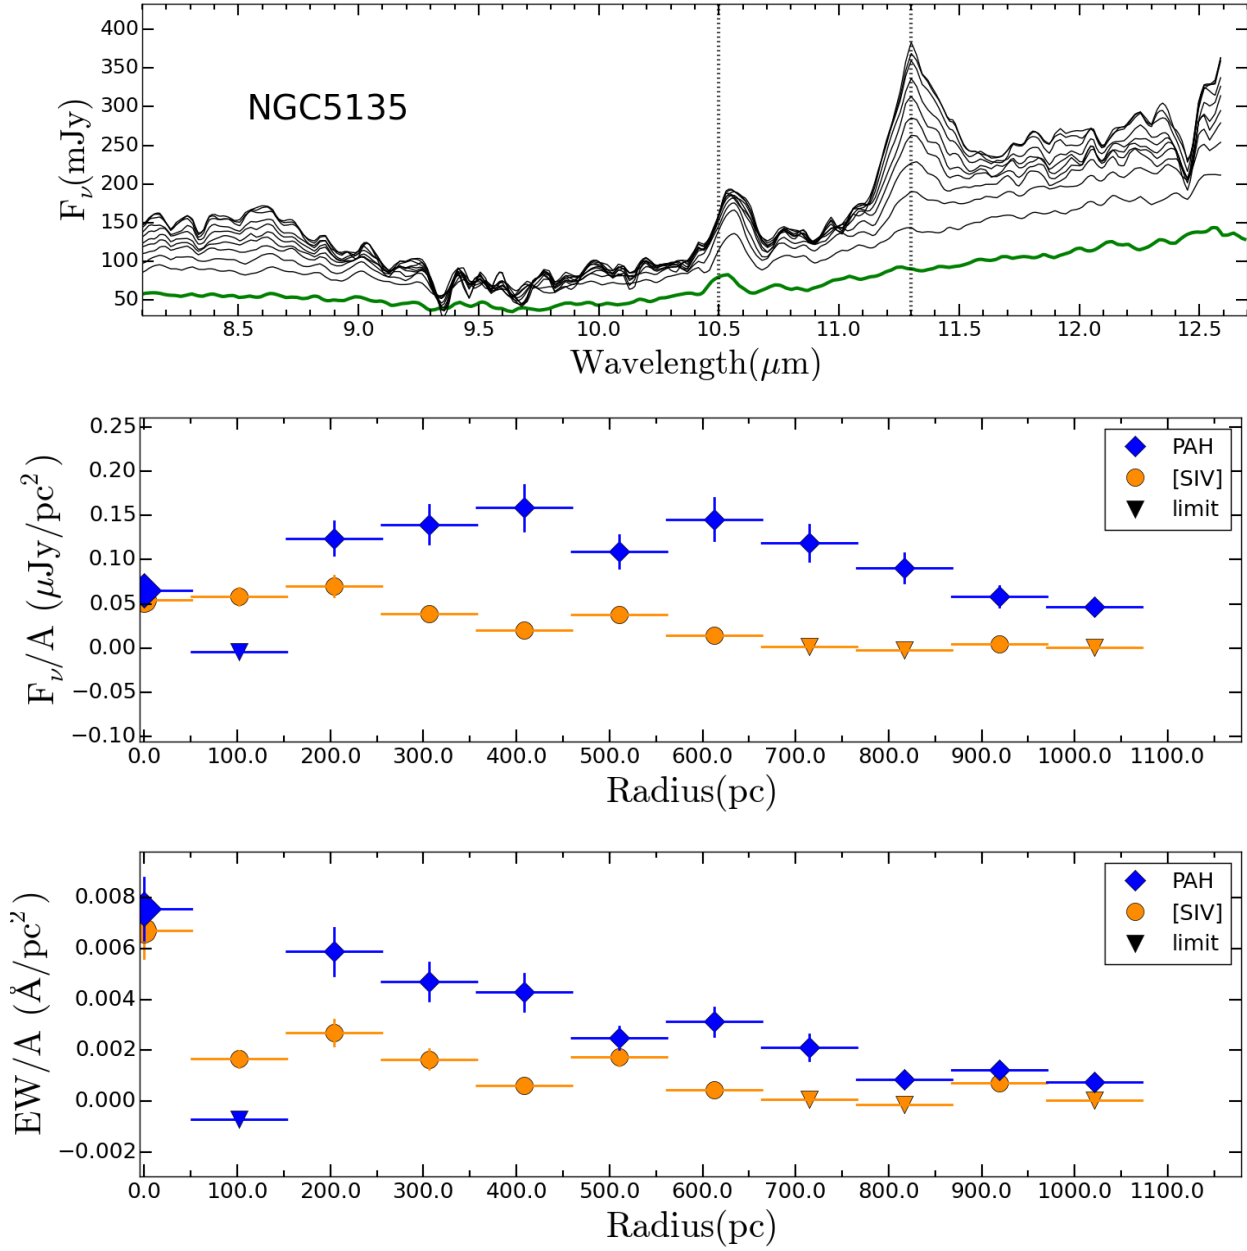 400
350
300
250
200
150
100
50
F_ν(mJy)
NGC5135
8.5 9.0 9.5 10.0 10.5 11.0 11.5 12.0 12.5
Wavelength(μm)
0.25
0.20
0.15
0.10
0.05
0.00
−0.05
−0.10
F_ν/A (μJy/pc²)
PAH
[SIV]
limit
0.0 100.0 200.0 300.0 400.0 500.0 600.0 700.0 800.0 900.0 1000.0 1100.0
Radius(pc)
0.008
0.006
0.004
0.002
0.000
−0.002
EW/A (Å/pc²)
PAH
[SIV]
limit
0.0 100.0 200.0 300.0 400.0 500.0 600.0 700.0 800.0 900.0 1000.0 1100.0
Radius(pc)